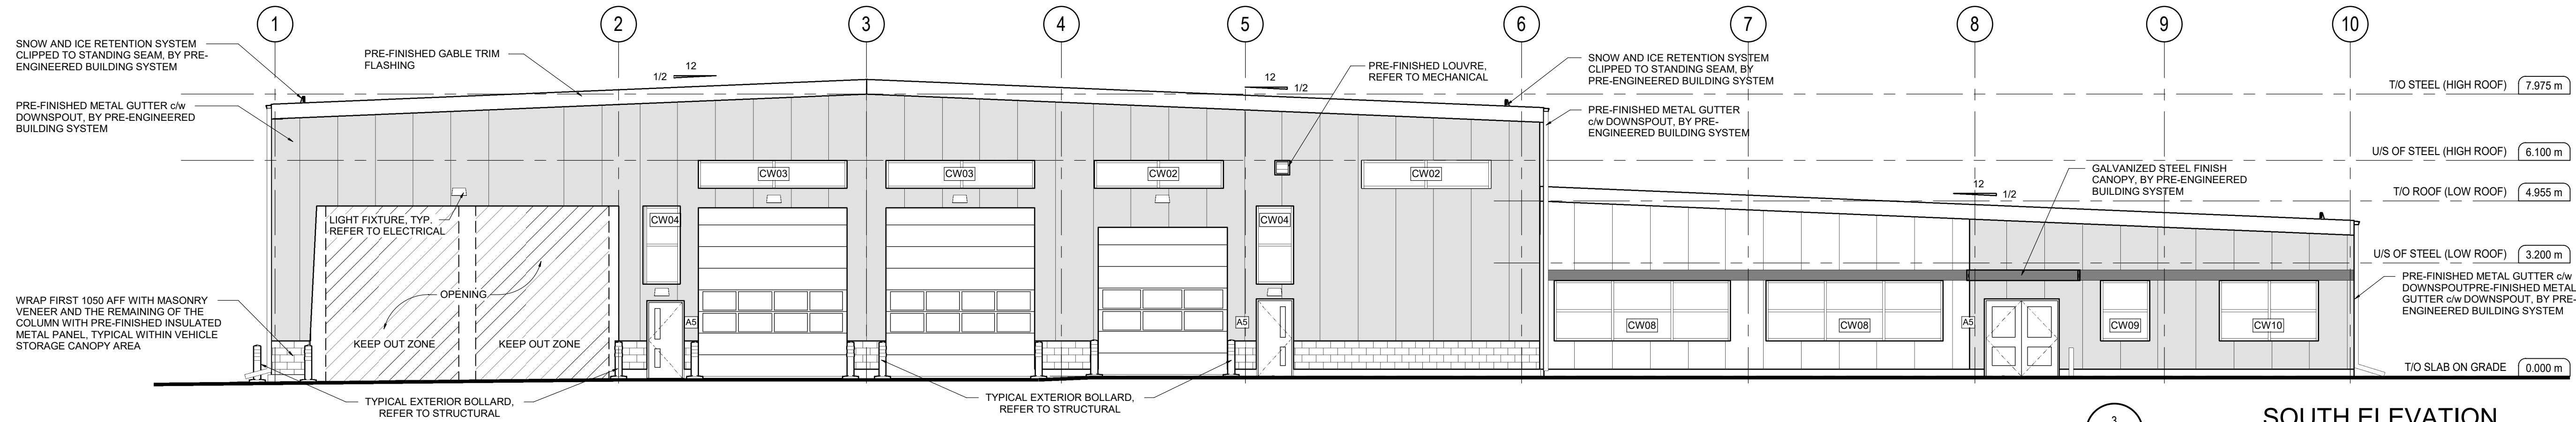 1
2
3
4
5
6
7
8
9
10
SNOW AND ICE RETENTION SYSTEM
CLIPPED TO STANDING SEAM, BY PRE-
ENGINEERED BUILDING SYSTEM
PRE-FINISHED GABLE TRIM
FLASHING
12
1/2
12
1/2
PRE-FINISHED LOUVRE,
REFER TO MECHANICAL
SNOW AND ICE RETENTION SYSTEM
CLIPPED TO STANDING SEAM, BY
PRE-ENGINEERED BUILDING SYSTEM
T/O STEEL (HIGH ROOF) 7.975 m
PRE-FINISHED METAL GUTTER c/w
DOWNSPOUT, BY PRE-ENGINEERED
BUILDING SYSTEM
PRE-FINISHED METAL GUTTER
c/w DOWNSPOUT, BY PRE-
ENGINEERED BUILDING SYSTEM
U/S OF STEEL (HIGH ROOF) 6.100 m
CW03
CW03
CW02
CW02
GALVANIZED STEEL FINISH
CANOPY, BY PRE-ENGINEERED
BUILDING SYSTEM
12
1/2
T/O ROOF (LOW ROOF) 4.955 m
LIGHT FIXTURE, TYP.
REFER TO ELECTRICAL
CW04
CW04
U/S OF STEEL (LOW ROOF) 3.200 m
PRE-FINISHED METAL GUTTER c/w
DOWNSPOUTPRE-FINISHED METAL
GUTTER c/w DOWNSPOUT, BY PRE-
ENGINEERED BUILDING SYSTEM
WRAP FIRST 1050 AFF WITH MASONRY
VENEER AND THE REMAINING OF THE
COLUMN WITH PRE-FINISHED INSULATED
METAL PANEL, TYPICAL WITHIN VEHICLE
STORAGE CANOPY AREA
OPENING
KEEP OUT ZONE
KEEP OUT ZONE
A5
A5
CW08
CW08
A5
CW09
CW10
T/O SLAB ON GRADE 0.000 m
TYPICAL EXTERIOR BOLLARD,
REFER TO STRUCTURAL
TYPICAL EXTERIOR BOLLARD,
REFER TO STRUCTURAL
3
SOUTH ELEVATION